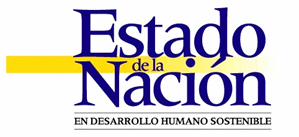 Estado
de la
Nación
EN DESARROLLO HUMANO SOSTENIBLE